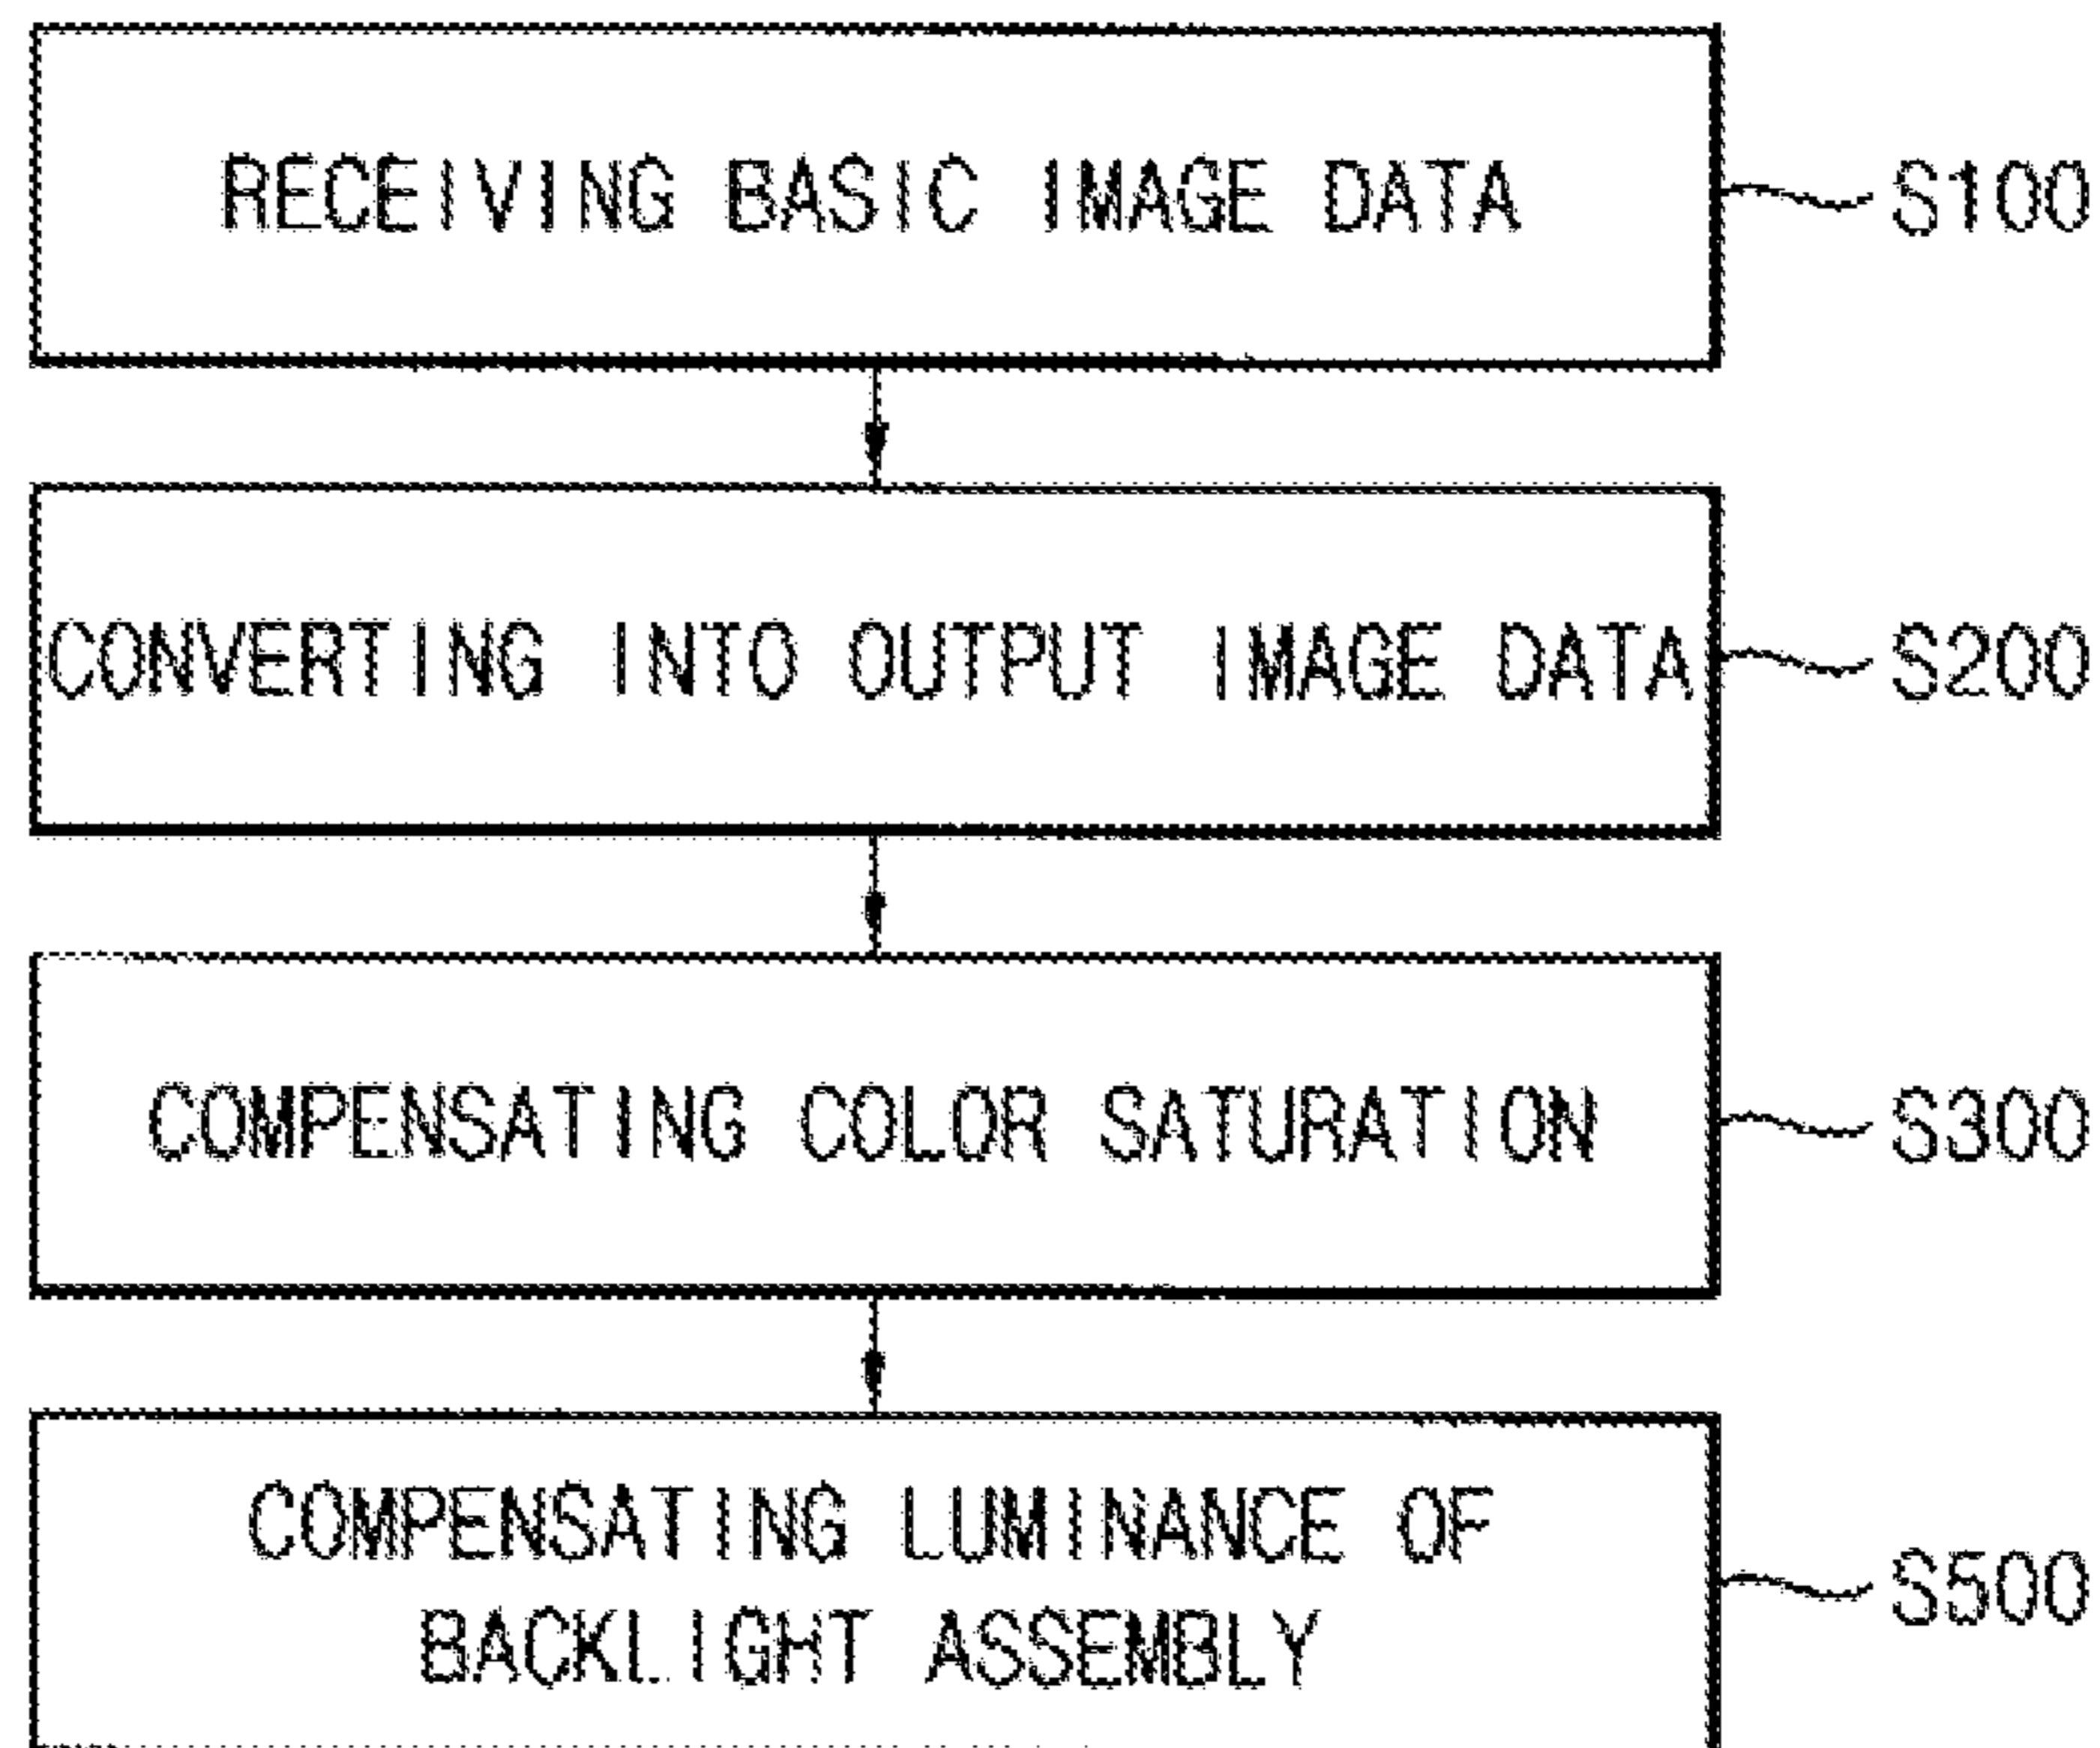 RECEIVING BASIC IMAGE DATA
S100
CONVERTING INTO OUTPUT IMAGE DATA
S200
COMPENSATING COLOR SATURATION
S300
COMPENSATING LUMINANCE OF
BACKLIGHT ASSEMBLY
S500